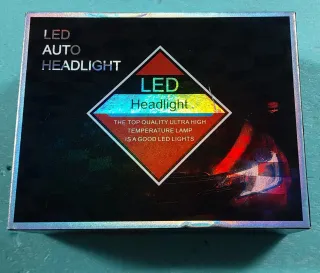 LED
AUTO
HEADLIGHT
LED
Headlight
THE TOP QUALITY ULTRA HIGH
TEMPERATURE LAMP
IS A GOOD LED LIGHTS